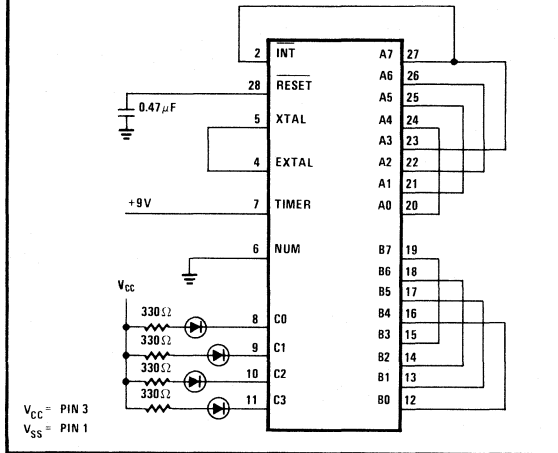 2 INT A7 27
A6 26
28 RESET A5 25
0.47μF
5 XTAL A4 24
A3 23
4 EXTAL A2 22
A1 21
+9V 7 TIMER A0 20
6 NUM B7 19
B6 18
VCC B5 17
330Ω 8 C0 B4 16
330Ω 9 C1 B3 15
330Ω 10 C2 B2 14
330Ω 11 C3 B1 13
B0 12
VCC = PIN 3
VSS = PIN 1